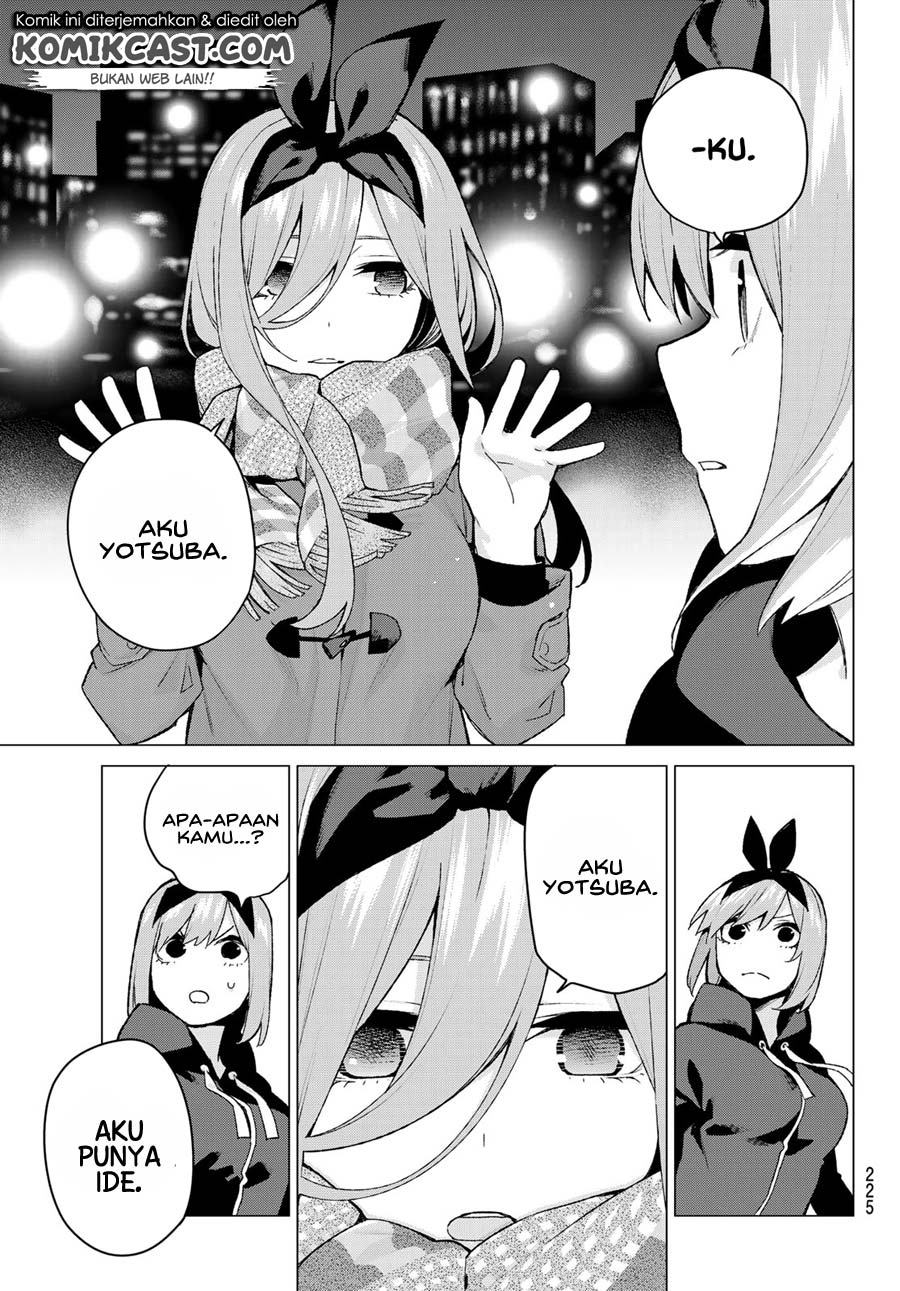 Komik ini diterjemahkan & diedit oleh
KOMIKCAST.COM
BUKAN WEB LAIN!!
-KU.
AKU
YOTSUBA.
AKU
YOTSUBA.
APA-APAAN
KAMU...?
AKU
PUNYA
IDE.
225